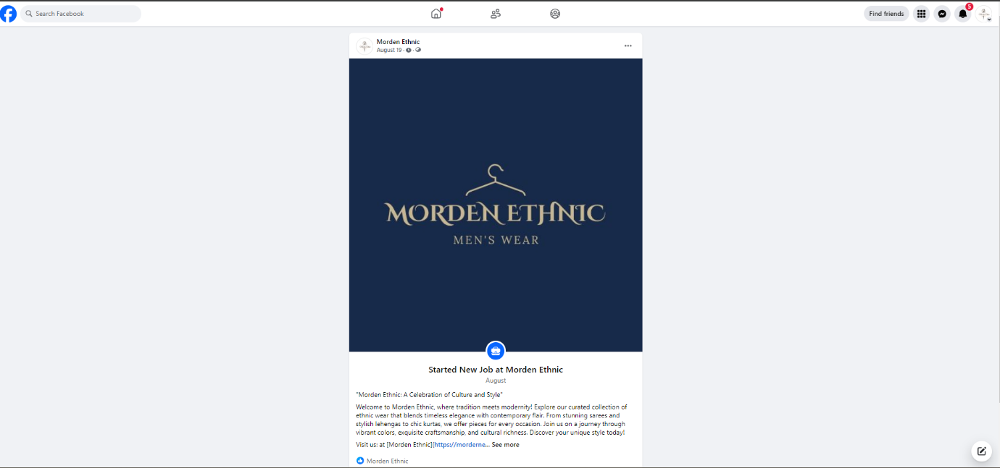 Search Facebook
Find friends
5
Morden Ethnic
August 19 ·
MORDEN ETHNIC
MEN'S WEAR
Started New Job at Morden Ethnic
August
"Morden Ethnic: A Celebration of Culture and Style"
Welcome to Morden Ethnic, where tradition meets modernity! Explore our curated collection of
ethnic wear that blends timeless elegance with contemporary flair. From stunning sarees and
stylish lehengas to chic kurtas, we offer pieces for every occasion. Join us on a journey through
vibrant colors, exquisite craftsmanship, and cultural richness. Discover your unique style today!
Visit us: at [Morden Ethnic](https://morderne... See more
Morden Ethnic